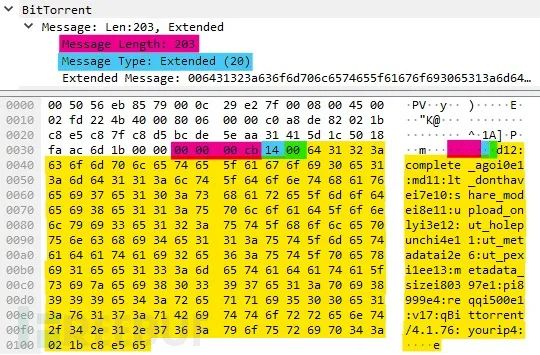 BitTorrent
Message: Len:203, Extended
Message Length: 203
Message Type: Extended (20)
Extended Message: 006431323a636f6d706c6574655f61676f693065313a6d64…
0000 00 50 56 eb 85 79 00 0c 29 e2 7f 00 08 00 45 00 ·PV··y·· )·····E·
0010 02 fd 22 4b 40 00 80 06 00 00 c0 a8 de 82 02 1b ··"K@··· ········
0020 c8 e5 c8 7f c8 d5 bc de 5e aa 31 41 5d 1c 50 18 ········ ^·1A]·P·
0030 fa ac 6d 1b 00 00 00 00 00 cb 14 00 64 31 32 3a ··m····· ····d12:
0040 63 6f 6d 70 6c 65 74 65 5f 61 67 6f 69 30 65 31 complete _agoi0e1
0050 3a 6d 64 31 31 3a 6c 74 5f 64 6f 6e 74 68 61 76 :md11:lt _donthav
0060 65 69 37 65 31 30 3a 73 68 61 72 65 5f 6d 6f 64 ei7e10:s hare_mod
0070 65 69 38 65 31 31 3a 75 70 6c 6f 61 64 5f 6f 6e ei8e11:u pload_on
0080 6c 79 69 33 65 31 32 3a 75 74 5f 68 6f 6c 65 70 lyi3e12: ut_holep
0090 75 6e 63 68 69 34 65 31 31 3a 75 74 5f 6d 65 74 unchi4e1 1:ut_met
00a0 61 64 61 74 61 69 32 65 36 3a 75 74 5f 70 65 78 adatai2e 6:ut_pex
00b0 69 31 65 65 31 33 3a 6d 65 74 61 64 61 74 61 5f i1ee13:m etadata_
00c0 73 69 7a 65 69 38 30 33 39 37 65 31 3a 70 69 38 sizei803 97e1:pi8
00d0 39 39 39 65 34 3a 72 65 71 71 69 35 30 30 65 31 999e4:re qqi500e1
00e0 3a 76 31 37 3a 71 42 69 74 74 6f 72 72 65 6e 74 :v17:qBi ttorrent
00f0 2f 34 2e 31 2e 37 36 3a 79 6f 75 72 69 70 34 3a /4.1.76: yourip4:
0100 02 1b c8 e5 65 ····e